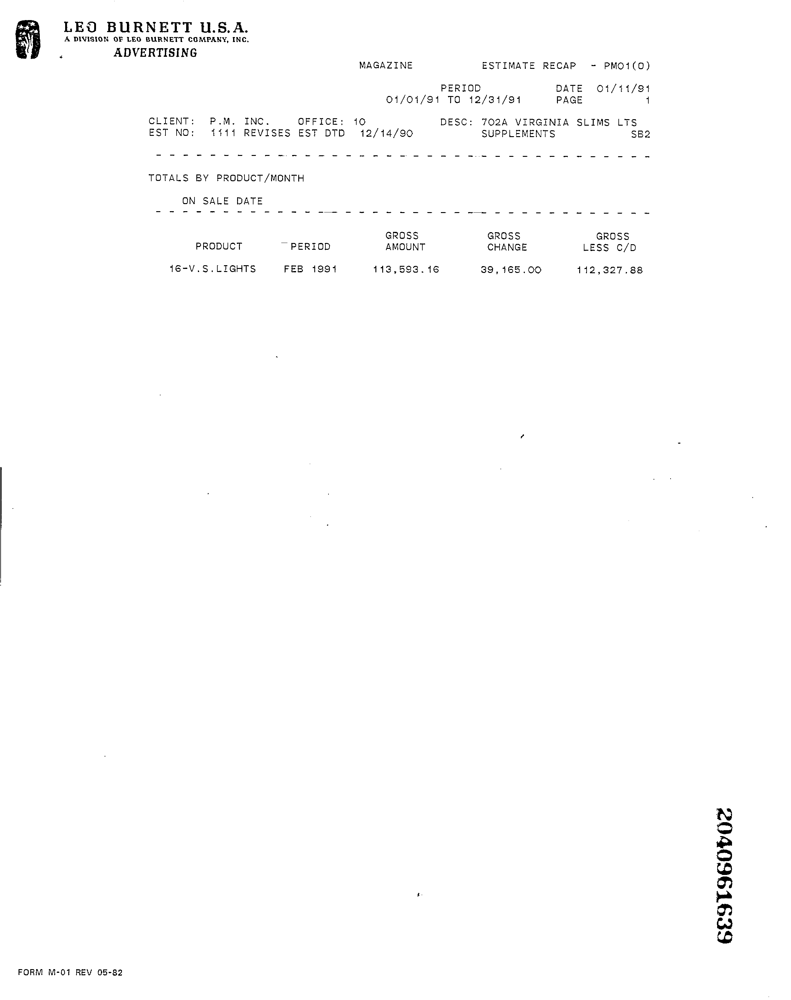 LEO BURNETT U.S.A.
A DIVISION OF LEO BURNETT COMPANY, INC.
ADVERTISING
MAGAZINE ESTIMATE RECAP - PM01(0)
PERIOD DATE 01/11/91
01/01/91 TO 12/31/91 PAGE 1
CLIENT: P.M. INC. OFFICE: 10 DESC: 702A VIRGINIA SLIMS LTS
EST NO: 1111 REVISES EST DTD 12/14/90 SUPPLEMENTS SB2
TOTALS BY PRODUCT/MONTH
ON SALE DATE
GROSS GROSS GROSS
PRODUCT PERIOD AMOUNT CHANGE LESS C/D
16-V.S.LIGHTS FEB 1991 113,593.16 39,165.00 112,327.88
2040961639
FORM M-01 REV 05-82